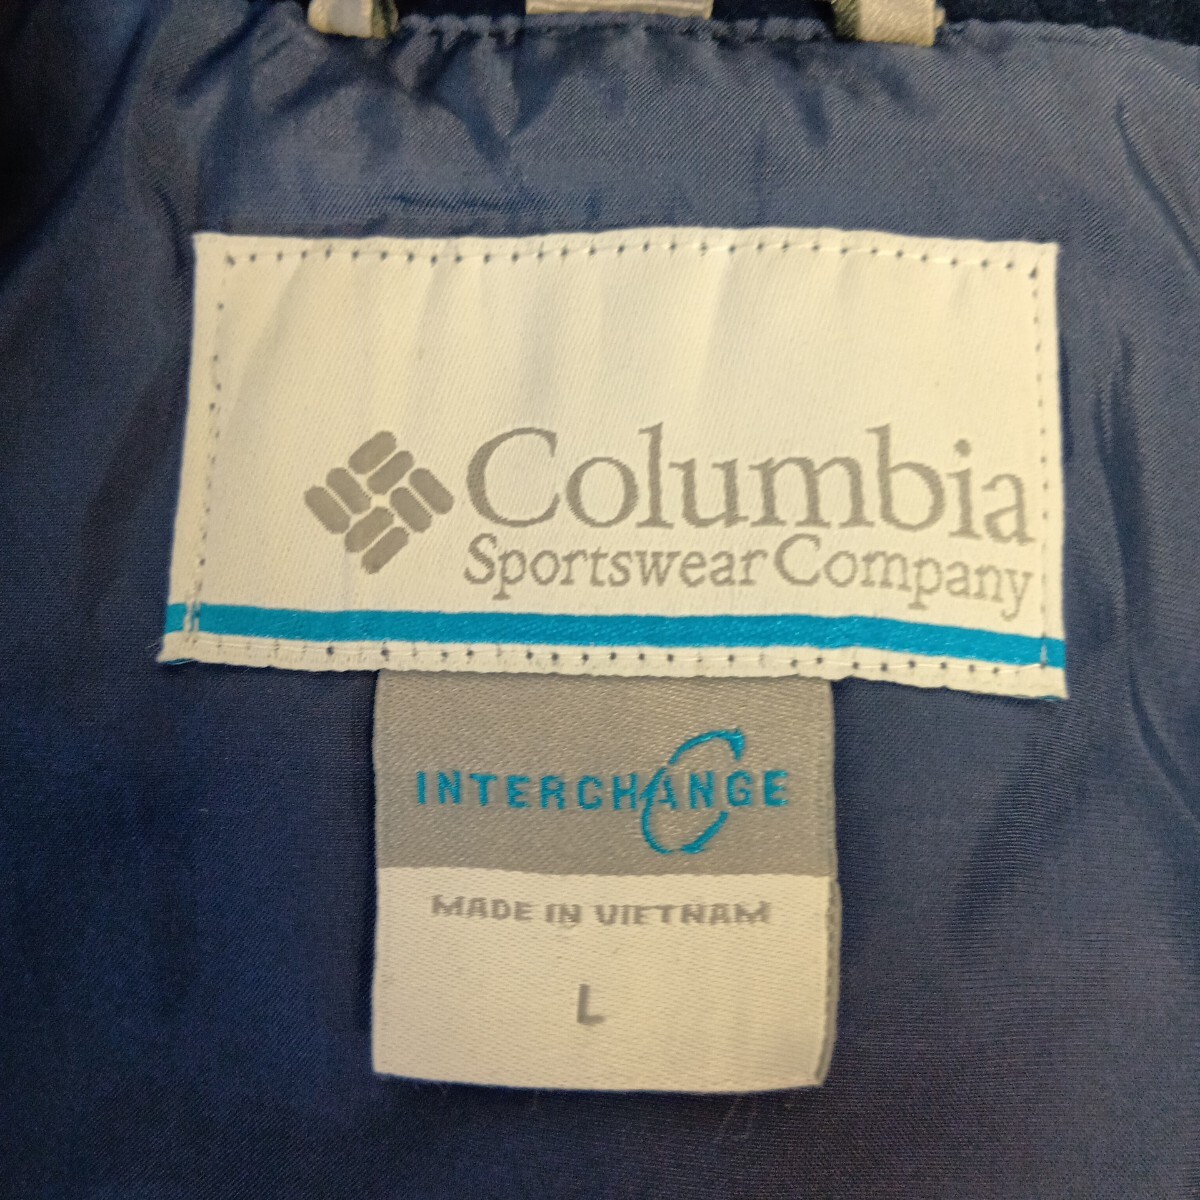 Columbia
Sportswear Company
INTERCHANGE
MADE IN VIETNAM
L